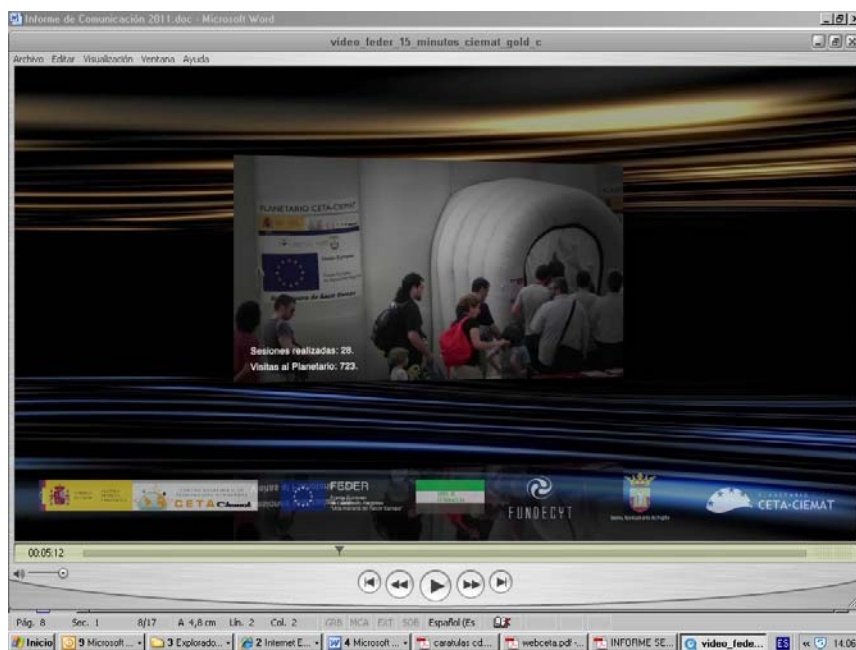 Informe de Comunicación 2011.doc - Microsoft Word
video_feder_15_minutos_ciemat_gold_c
Archivo Editar Visualización Ventana Ayuda
PLANETARIO CETA-CIEMAT
Sesiones realizadas: 28.
Visitas al Planetario: 723.
CETA Ciemat
FEDER
FUNDECYT
CETA·CIEMAT
00:05:12
Pág. 8 Sec. 1 8/17 A 4,8 cm Lín. 2 Col. 2 GRB MCA EXT SOB Español (Es
Inicio 9 Microsoft ... 3 Explorado... 2 Internet E... 4 Microsoft ... caratulas cd.... webceta.pdf -... INFORME SE... video_fede... ES « 14:06